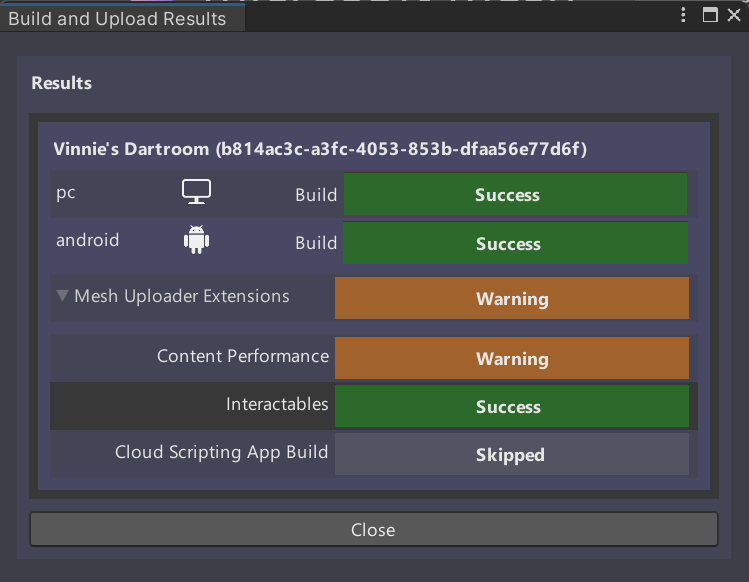 Build and Upload Results
Results
Vinnie's Dartroom (b814ac3c-a3fc-4053-853b-dfaa56e77d6f)
pc Build Success
android Build Success
Mesh Uploader Extensions Warning
Content Performance Warning
Interactables Success
Cloud Scripting App Build Skipped
Close